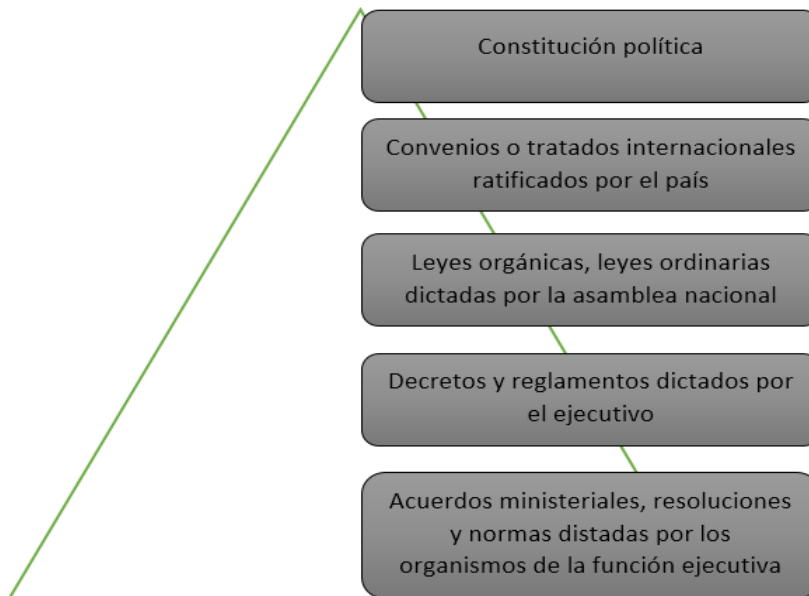 Constitución política
Convenios o tratados internacionales
ratificados por el país
Leyes orgánicas, leyes ordinarias
dictadas por la asamblea nacional
Decretos y reglamentos dictados por
el ejecutivo
Acuerdos ministeriales, resoluciones
y normas distadas por los
organismos de la función ejecutiva